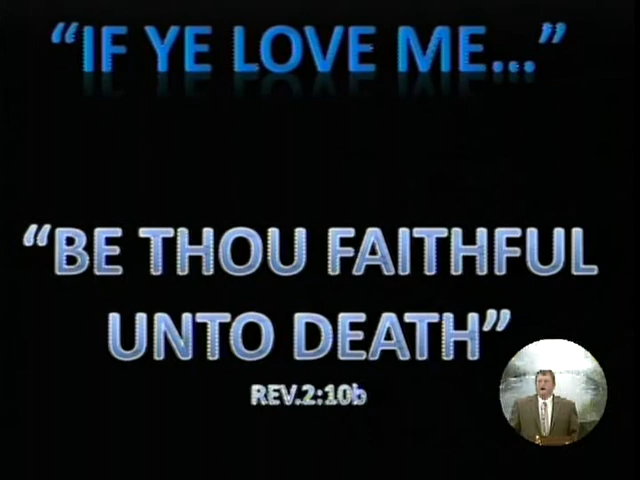 “IF YE LOVE ME...”
“BE THOU FAITHFUL
UNTO DEATH”
REV.2:10b